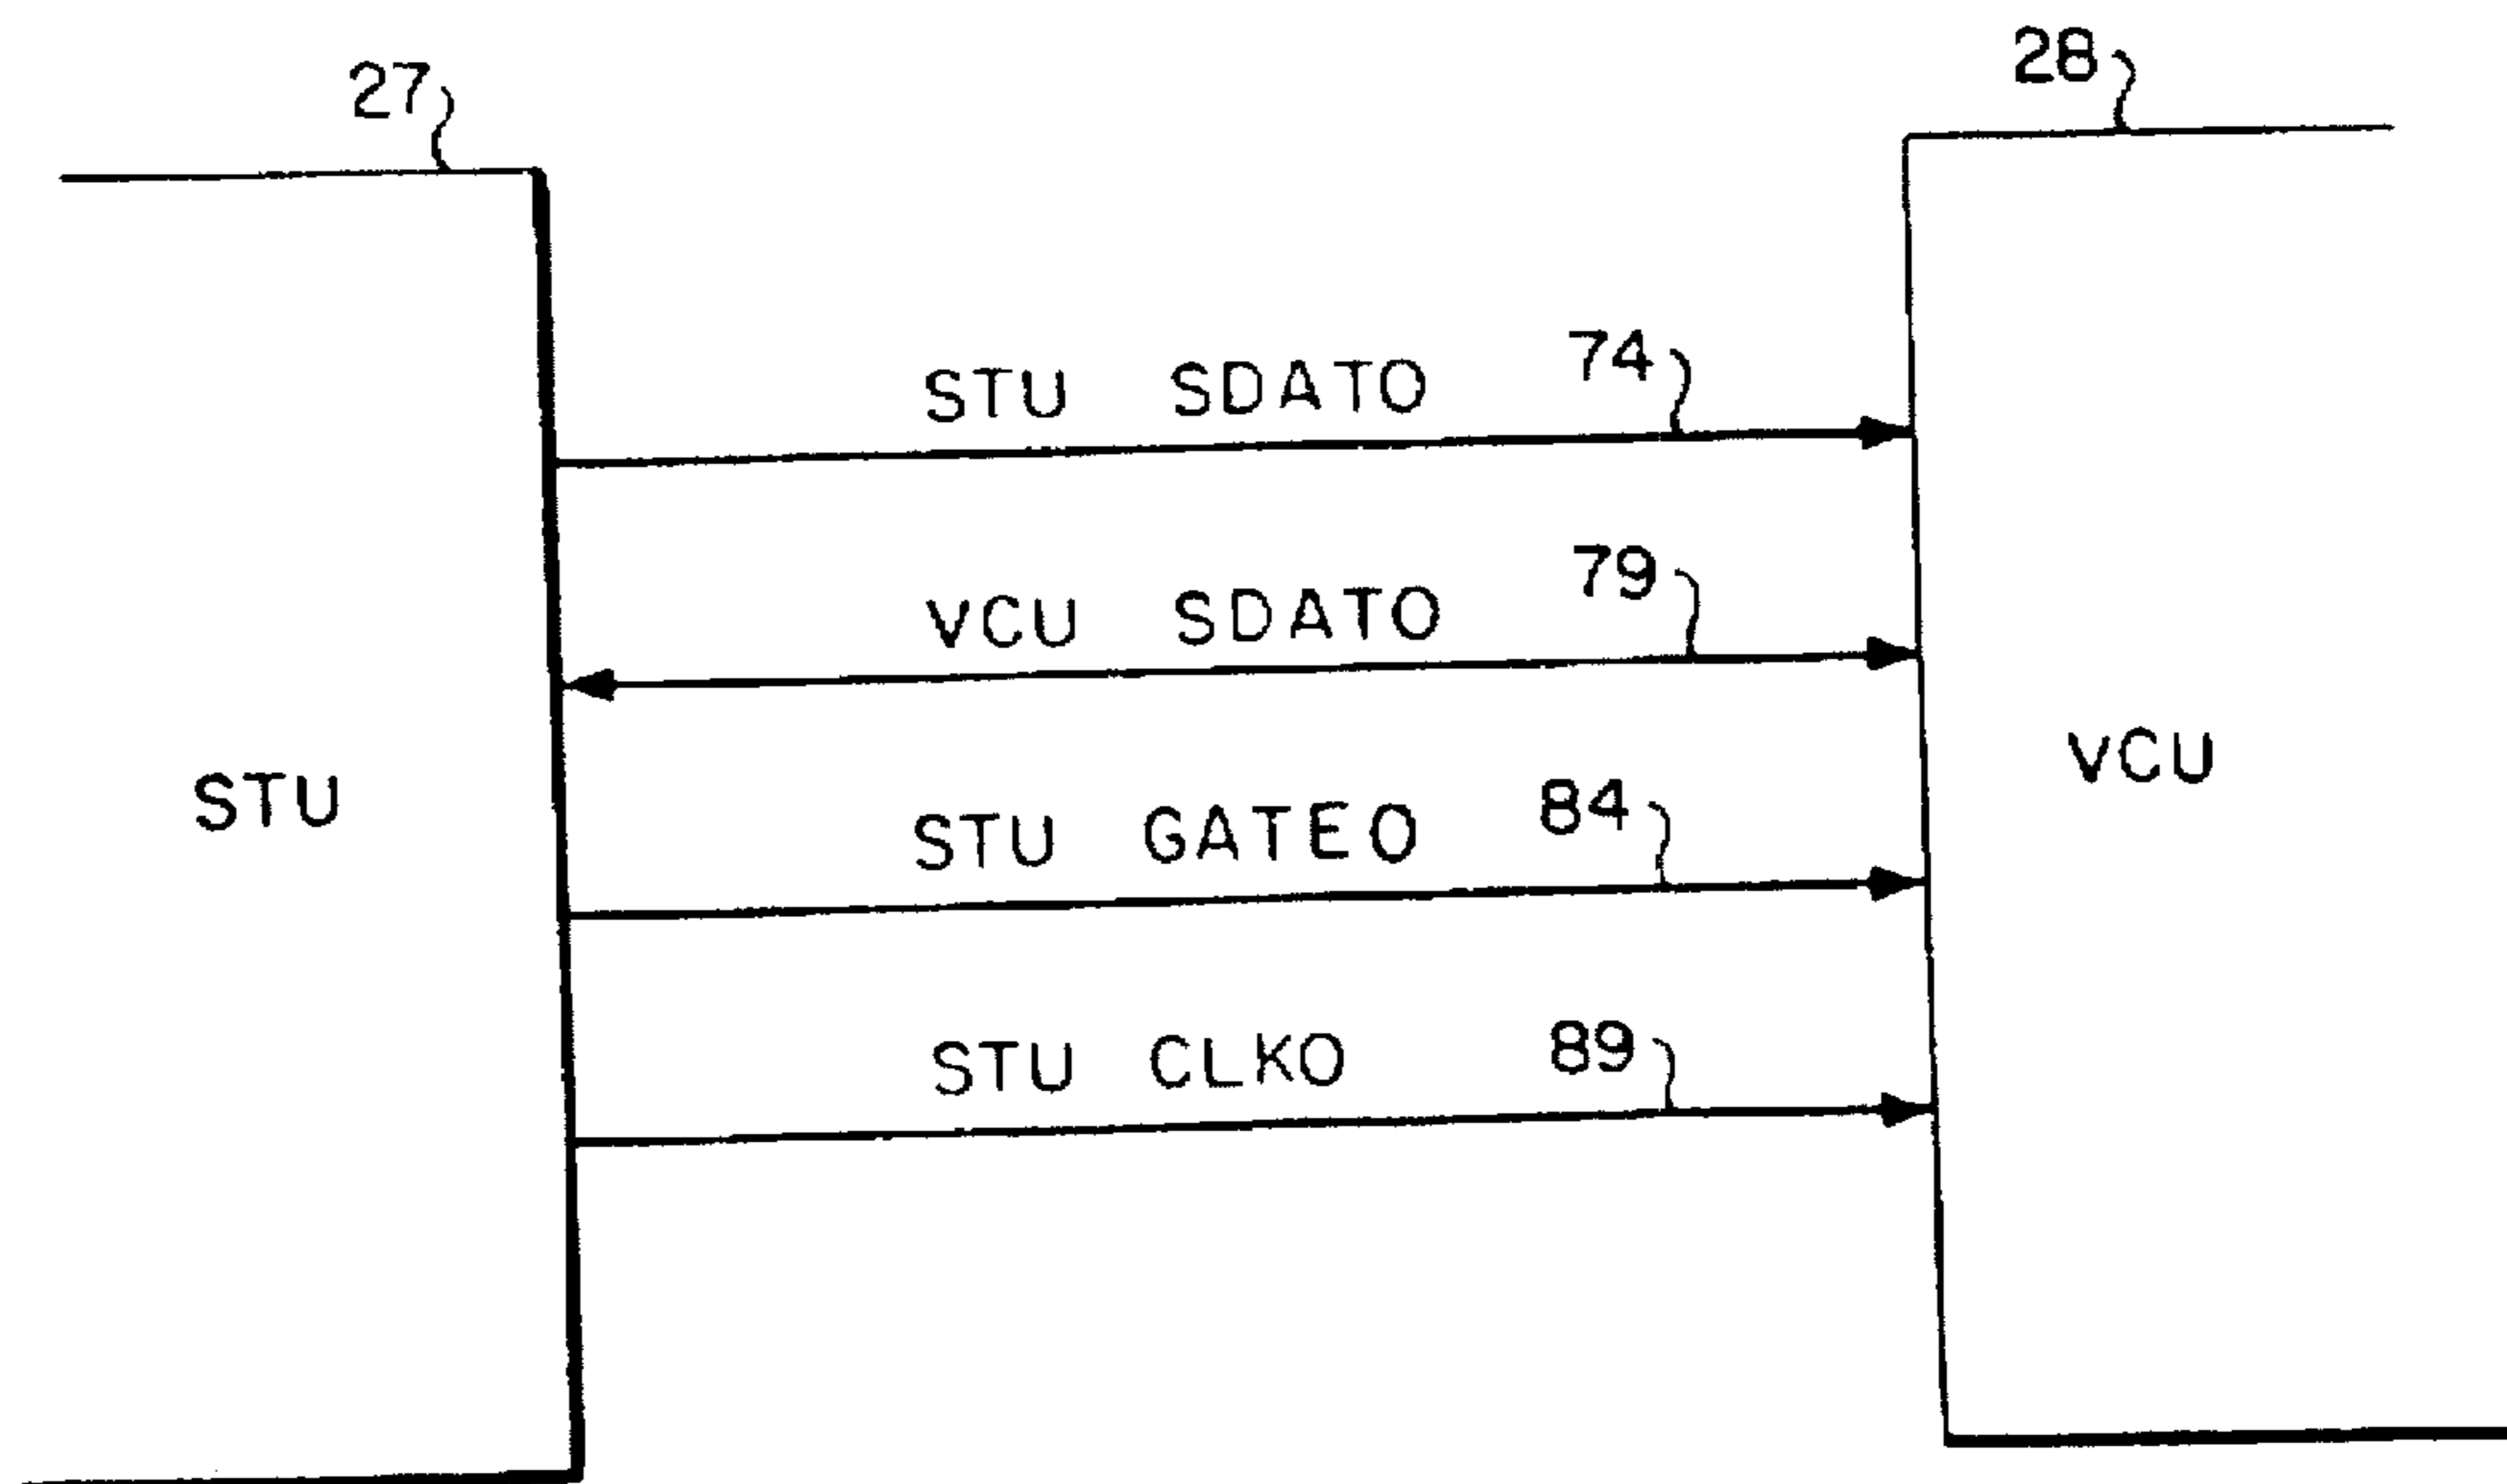 27
28
STU SDATO
74
VCU SDATO
79
STU
VCU
STU GATEO
84
STU CLKO
89